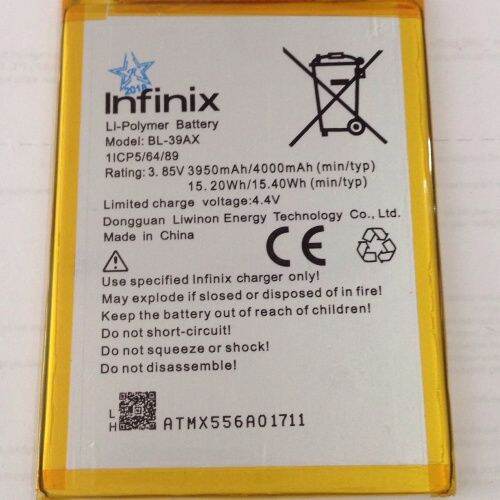 2018
Infinix
Li-Polymer Battery
Model: BL-39AX
1ICP5/64/89
Rating: 3.85V 3950mAh/4000mAh (min/typ)
15.20Wh/15.40Wh (min/typ)
Limited charge voltage:4.4V
Dongguan Liwinon Energy Technology Co., Ltd.
Made in China
CE
Use specified Infinix charger only!
May explode if slosed or disposed of in fire!
Keep the battery out of reach of children!
Do not short-circuit!
Do not squeeze or shock!
Do not disassemble!
LH
ATMX556A01711